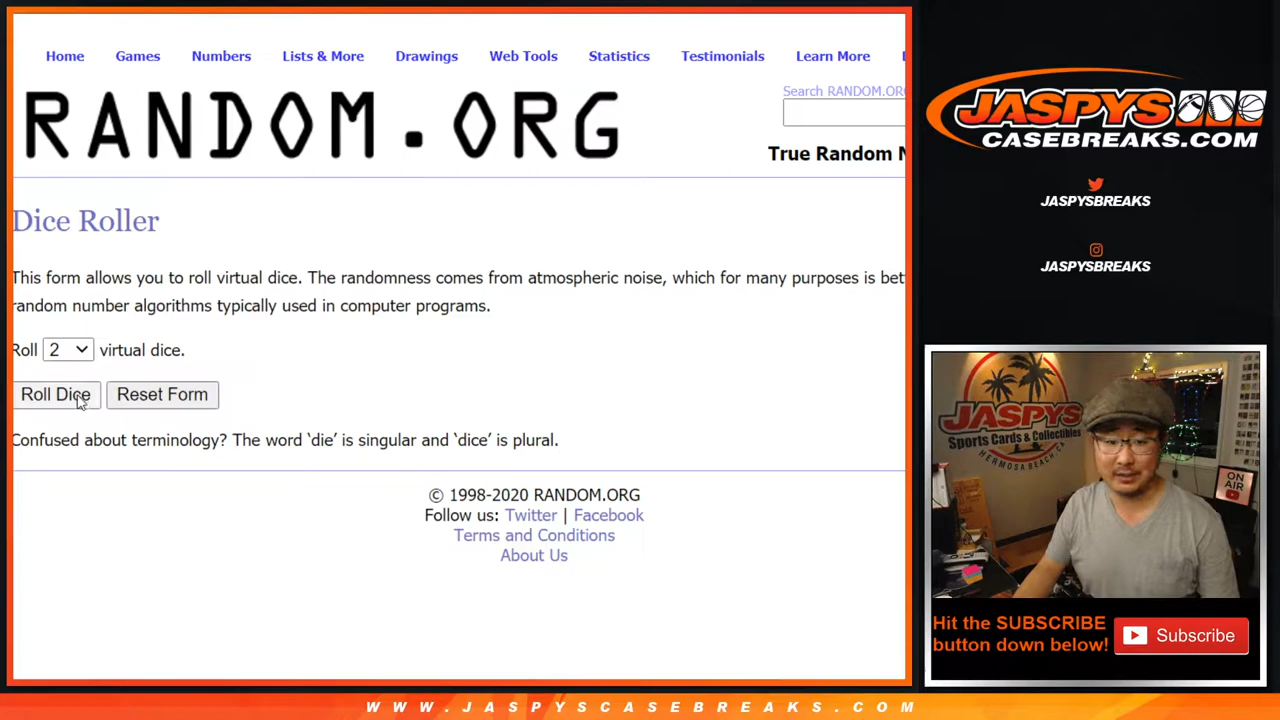 Home Games Numbers Lists & More Drawings Web Tools Statistics Testimonials Learn More
Search RANDOM.ORG
RANDOM.ORG
True Random N
Dice Roller
This form allows you to roll virtual dice. The randomness comes from atmospheric noise, which for many purposes is bet
random number algorithms typically used in computer programs.
Roll 2 virtual dice.
Roll Dice Reset Form
Confused about terminology? The word ‘die’ is singular and ‘dice’ is plural.
© 1998-2020 RANDOM.ORG
Follow us: Twitter | Facebook
Terms and Conditions
About Us
JASPYS
CASEBREAKS.COM
JASPYSBREAKS
JASPYSBREAKS
JASPYS
Sports Cards & Collectibles
HERMOSA BEACH, CA
ON
AIR
Hit the SUBSCRIBE
button down below!
Subscribe
WWW.JASPYSCASEBREAKS.COM